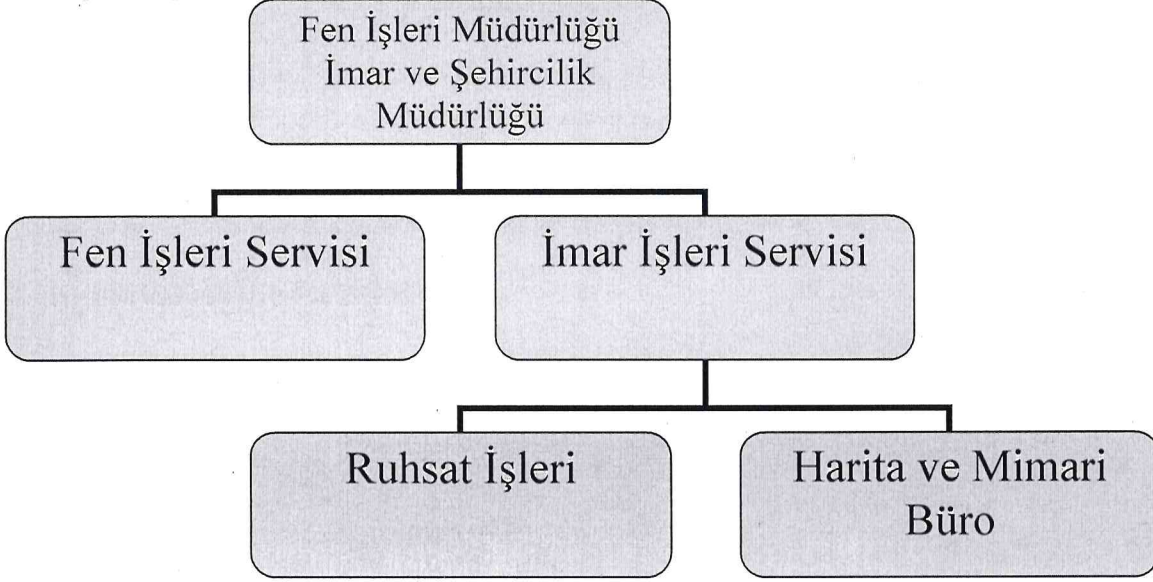 Fen İşleri Müdürlüğü
İmar ve Şehircilik
Müdürlüğü
Fen İşleri Servisi
İmar İşleri Servisi
Ruhsat İşleri
Harita ve Mimari
Büro